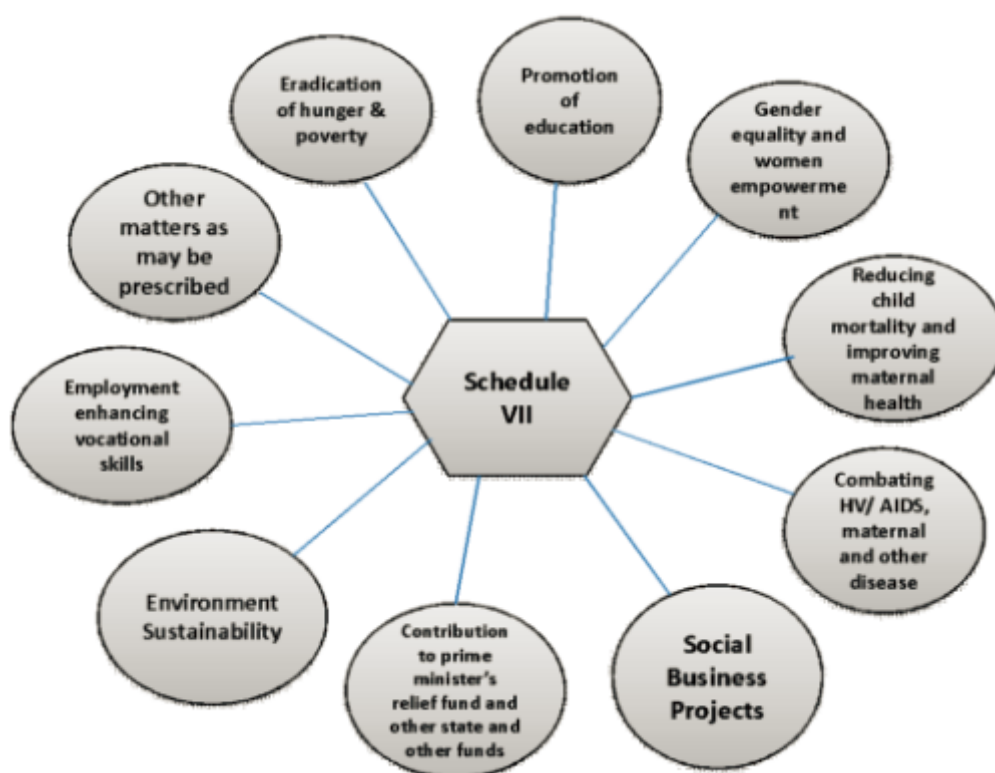 Eradication
of hunger &
poverty
Promotion
of
education
Gender
equality and
women
empowerme
nt
Other
matters as
may be
prescribed
Reducing
child
mortality and
improving
maternal
health
Schedule
VII
Employment
enhancing
vocational
skills
Combating
HV/ AIDS,
maternal
and other
disease
Environment
Sustainability
Contribution
to prime
minister's
relief fund and
other state and
other funds
Social
Business
Projects